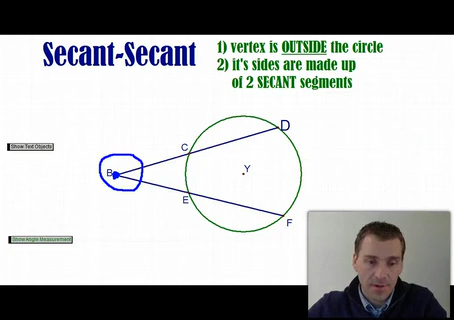 Secant-Secant
1) vertex is OUTSIDE the circle
2) it's sides are made up
of 2 SECANT segments
Show Text Objects
Show Angle Measurement
D
C
B
Y
E
F